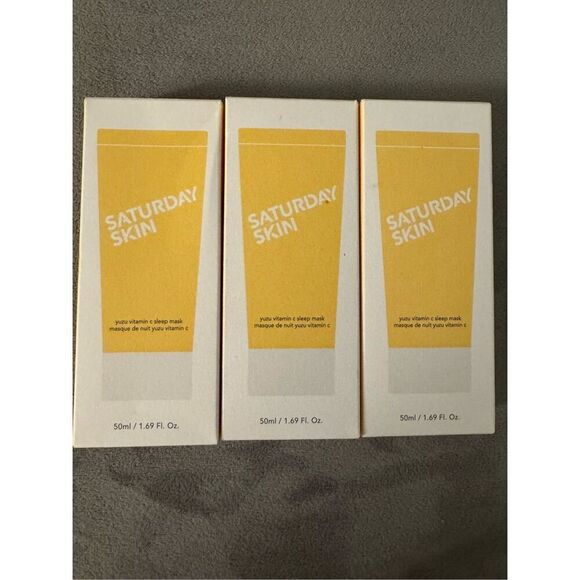 SATURDAY
SKIN
yuzu vitamin c sleep mask
masque de nuit yuzu vitamin c
50ml / 1.69 Fl. Oz.
SATURDAY
SKIN
yuzu vitamin c sleep mask
masque de nuit yuzu vitamin c
50ml / 1.69 Fl. Oz.
SATURDAY
SKIN
yuzu vitamin c sleep mask
masque de nuit yuzu vitamin c
50ml / 1.69 Fl. Oz.